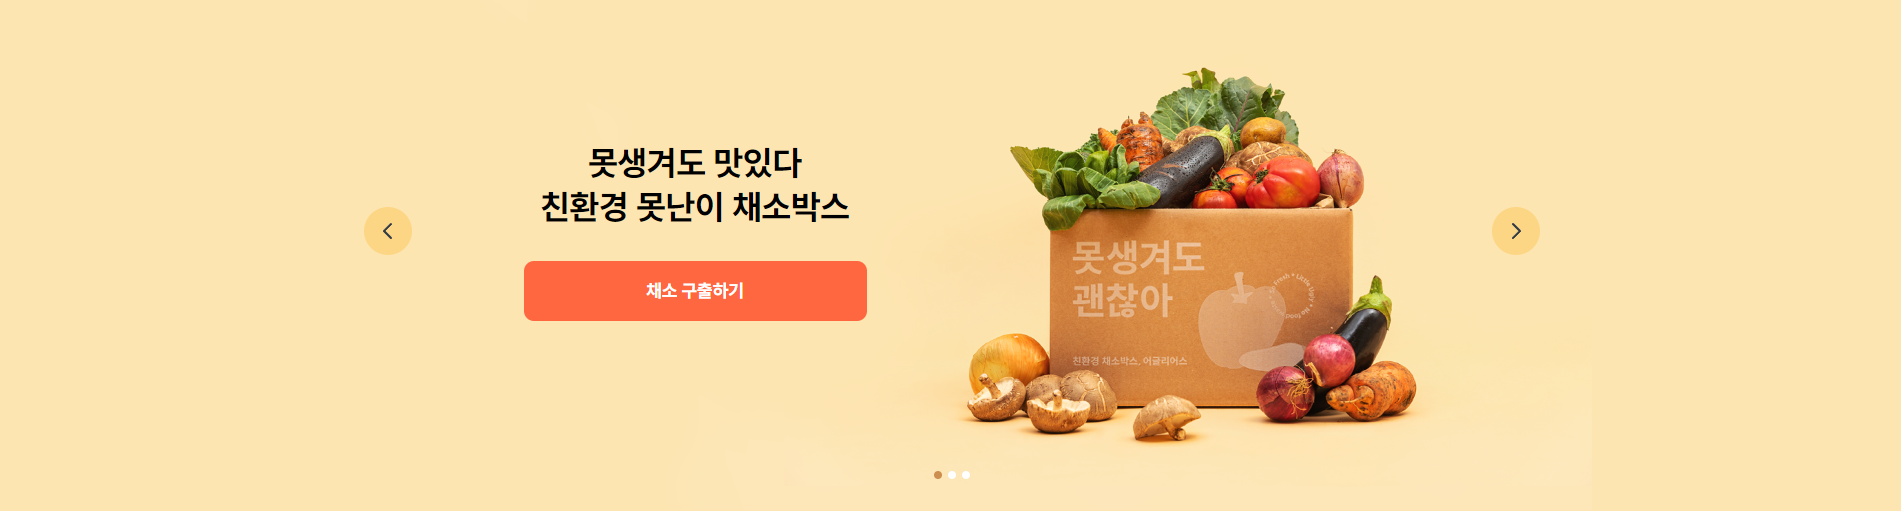 못생겨도 맛있다
친환경 못난이 채소박스
채소 구출하기
못생겨도
괜찮아
친환경 채소박스, 어글리어스